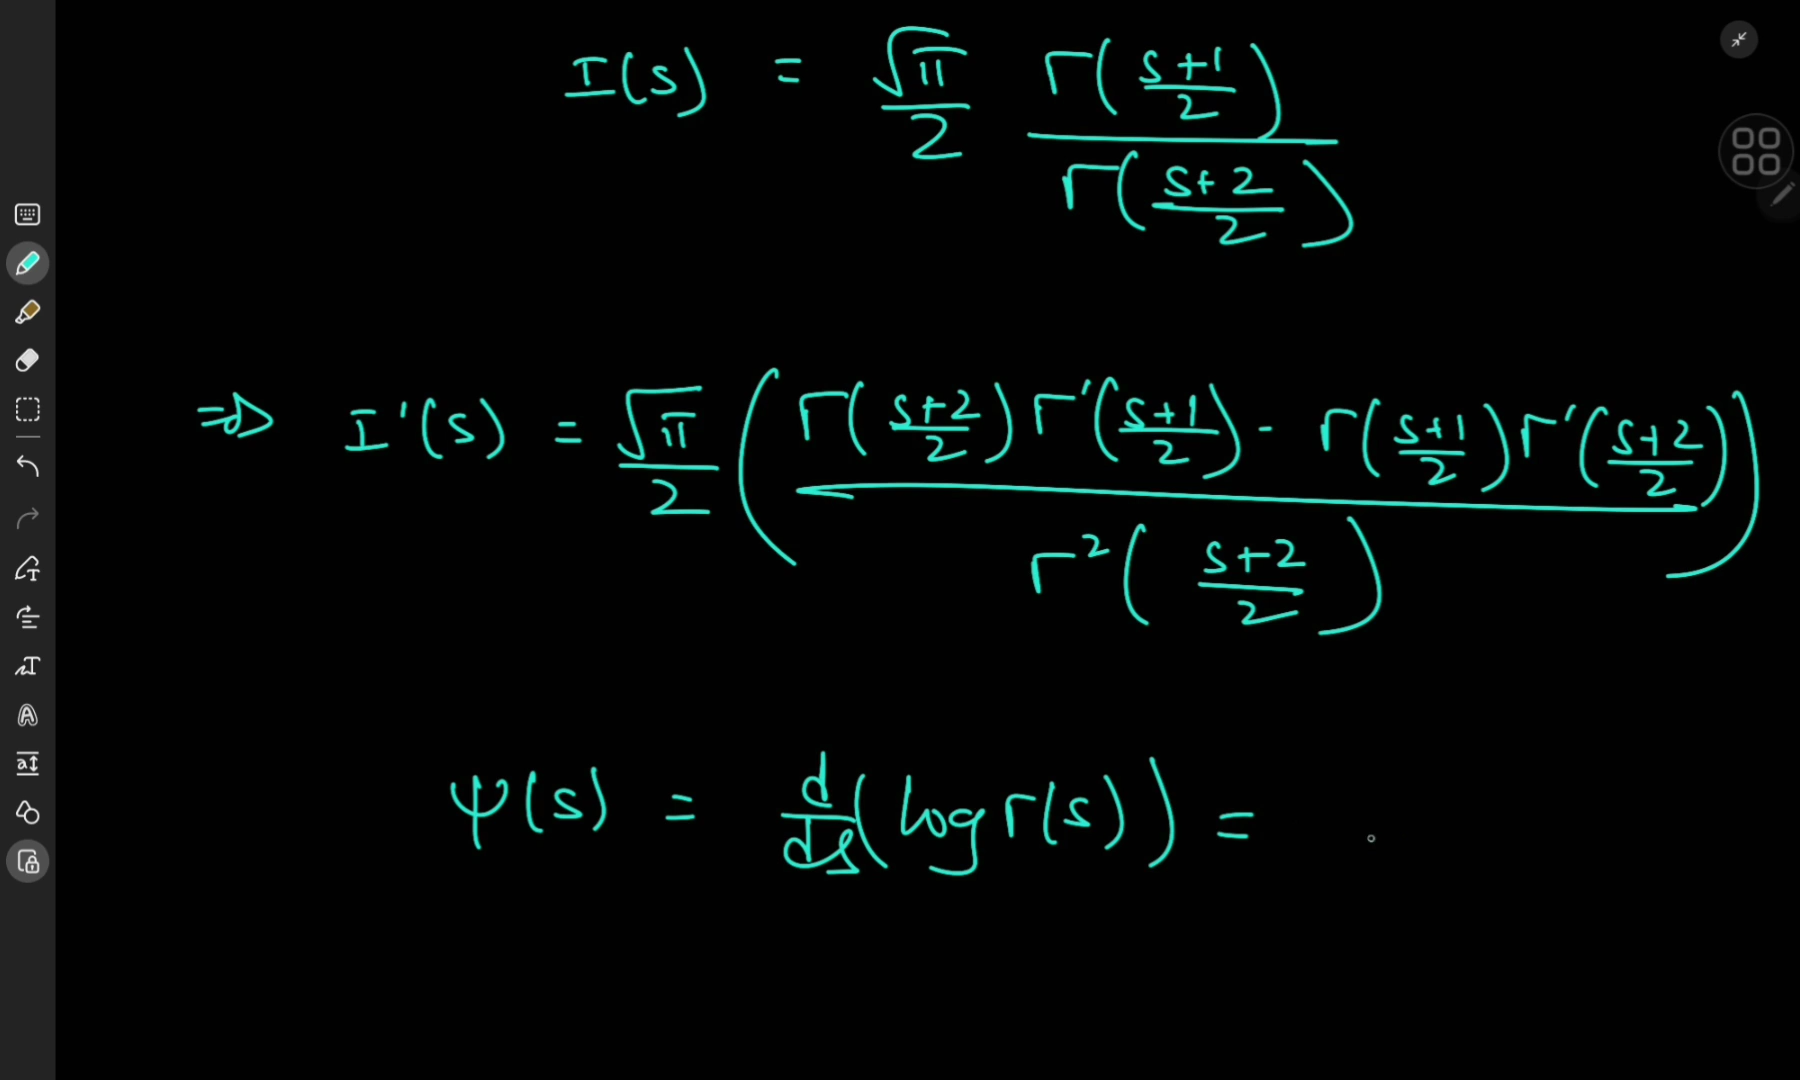 I(s) = √π/2 Γ((s+1)/2) / Γ((s+2)/2)
⇒ I'(s) = √π/2 ( (Γ((s+2)/2) Γ'((s+1)/2) - Γ((s+1)/2) Γ'((s+2)/2)) / Γ²((s+2)/2) )
ψ(s) = d/ds (log Γ(s)) =